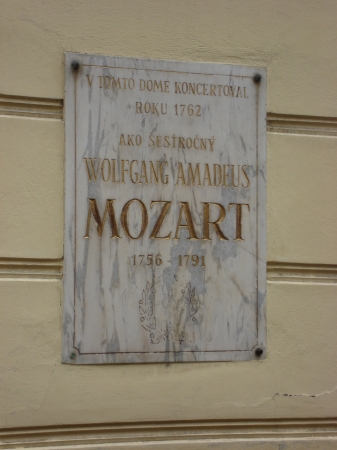 V TOMTO DOME KONCERTOVAL
ROKU 1762
AKO ŠESŤROČNÝ
WOLFGANG AMADEUS
MOZART
1756 - 1791